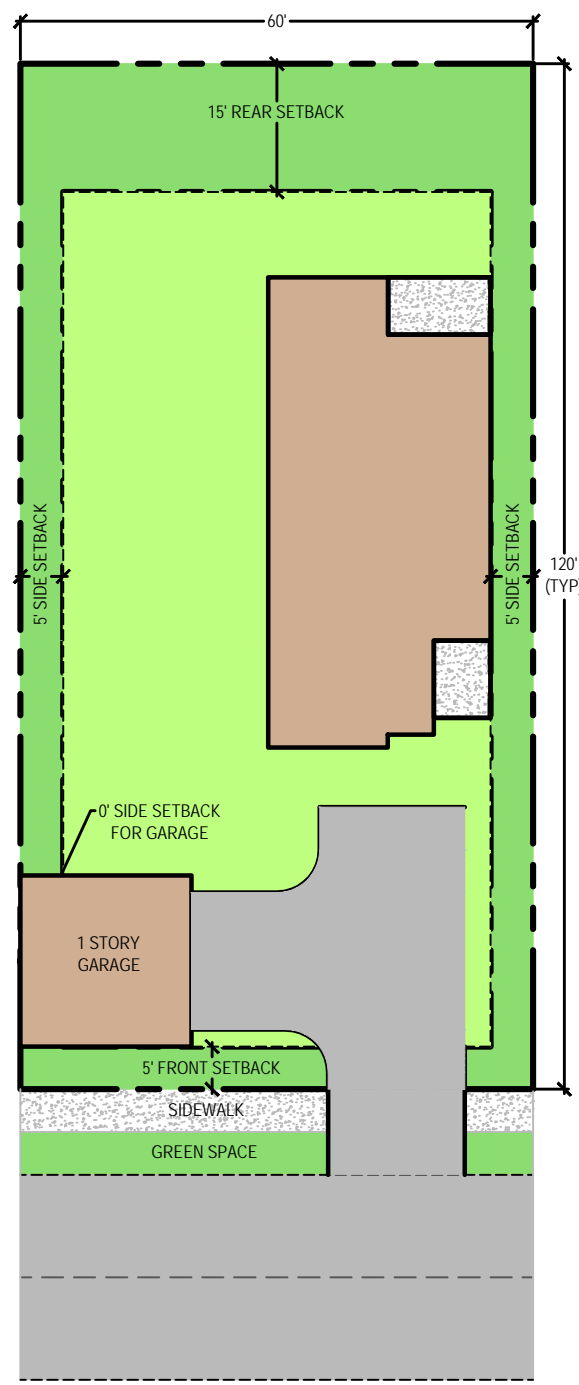 60'
15' REAR SETBACK
5' SIDE SETBACK
5' SIDE SETBACK
120'
(TYP)
0' SIDE SETBACK
FOR GARAGE
1 STORY
GARAGE
5' FRONT SETBACK
SIDEWALK
GREEN SPACE